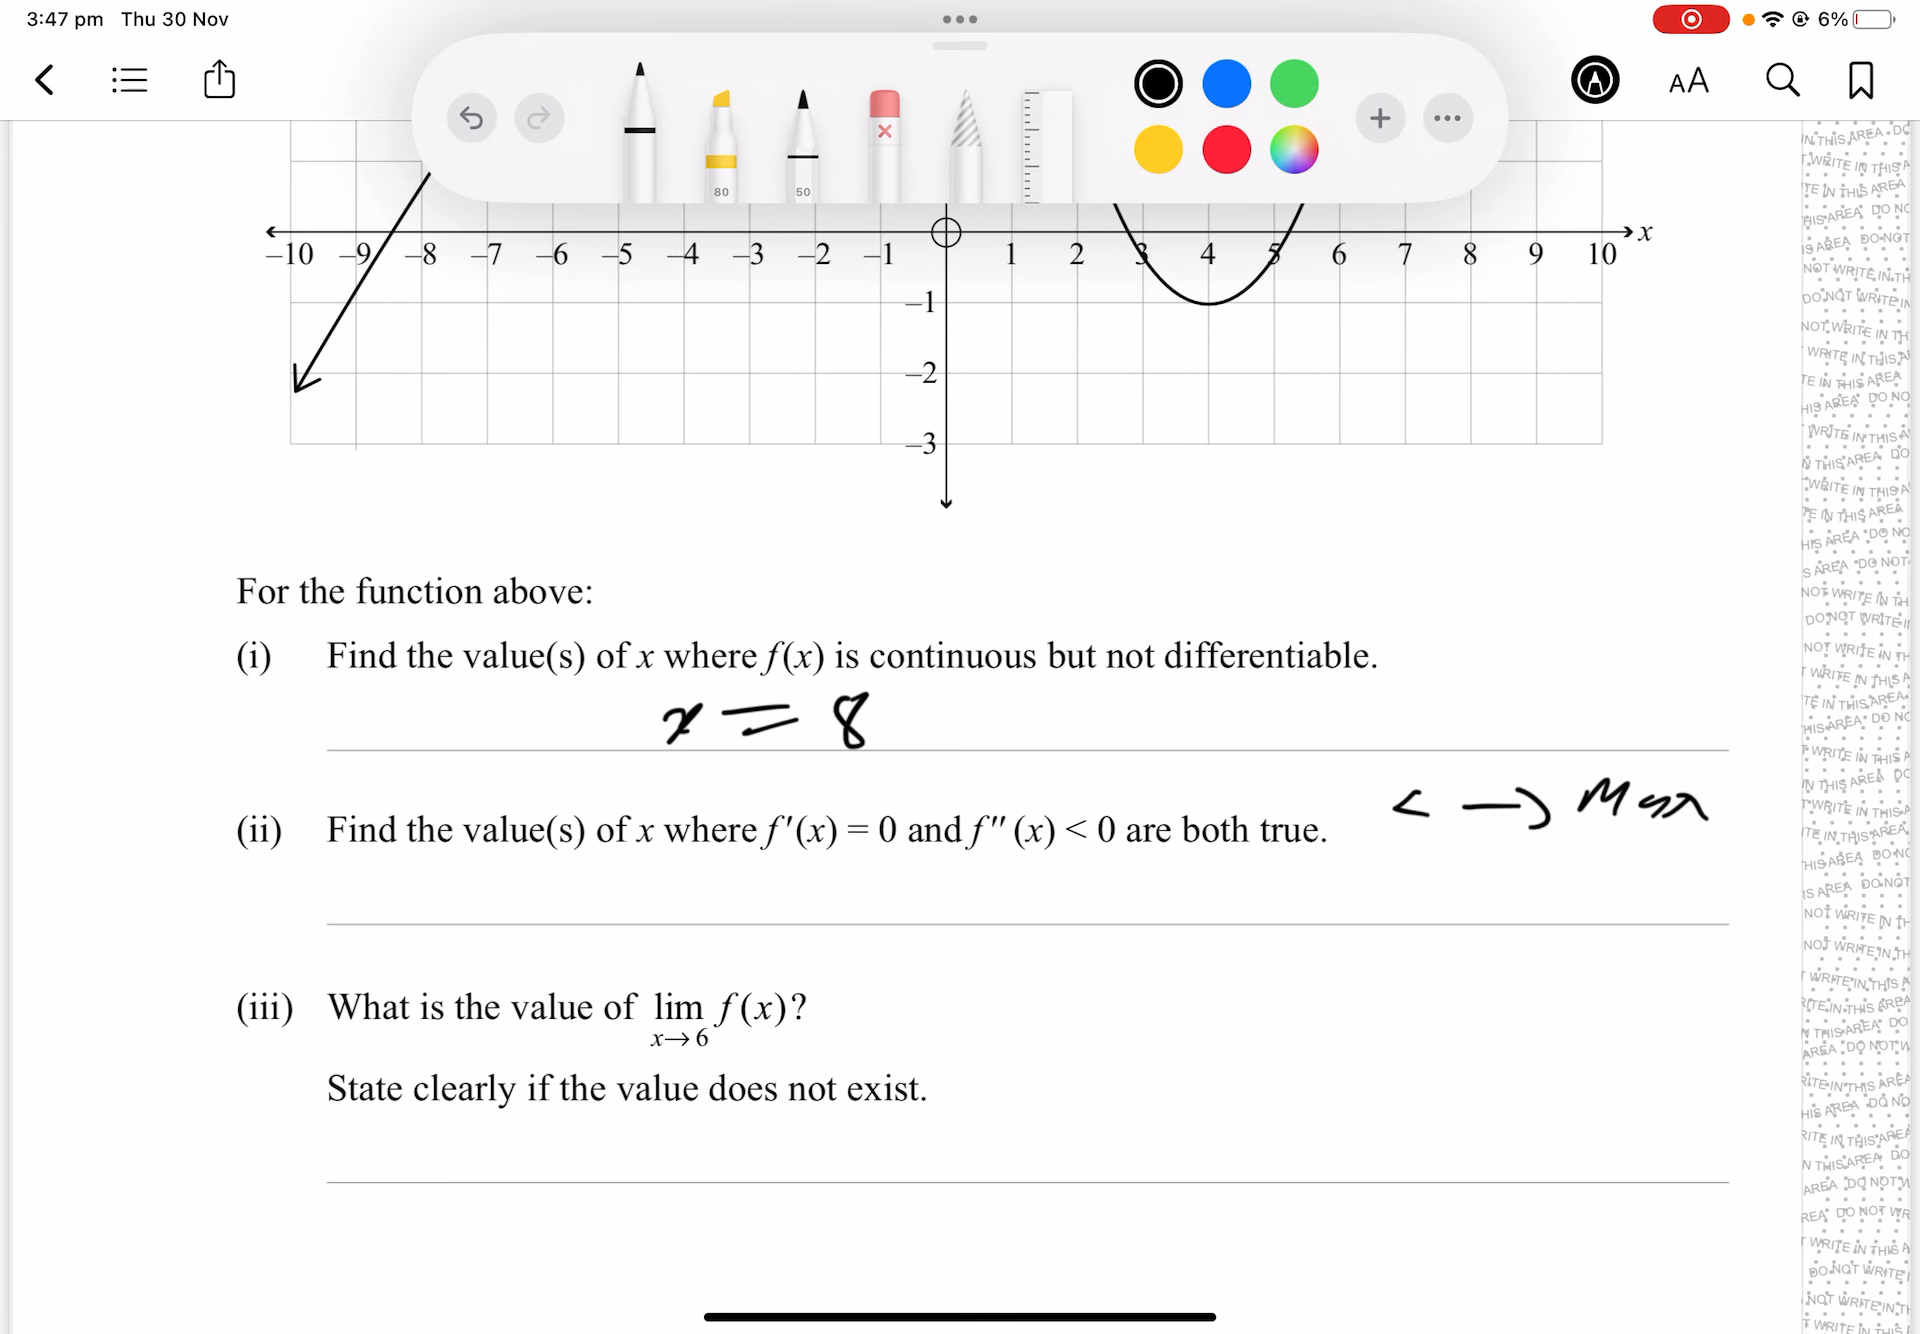 3:47 pm Thu 30 Nov
6%
AA
80
50
x
−10 −9 −8 −7 −6 −5 −4 −3 −2 −1 1 2 3 4 5 6 7 8 9 10
−1
−2
−3
For the function above:
(i) Find the value(s) of x where f(x) is continuous but not differentiable.
x = 8
< → Max
(ii) Find the value(s) of x where f′(x) = 0 and f″(x) < 0 are both true.
(iii) What is the value of lim f(x)?
x→6
State clearly if the value does not exist.